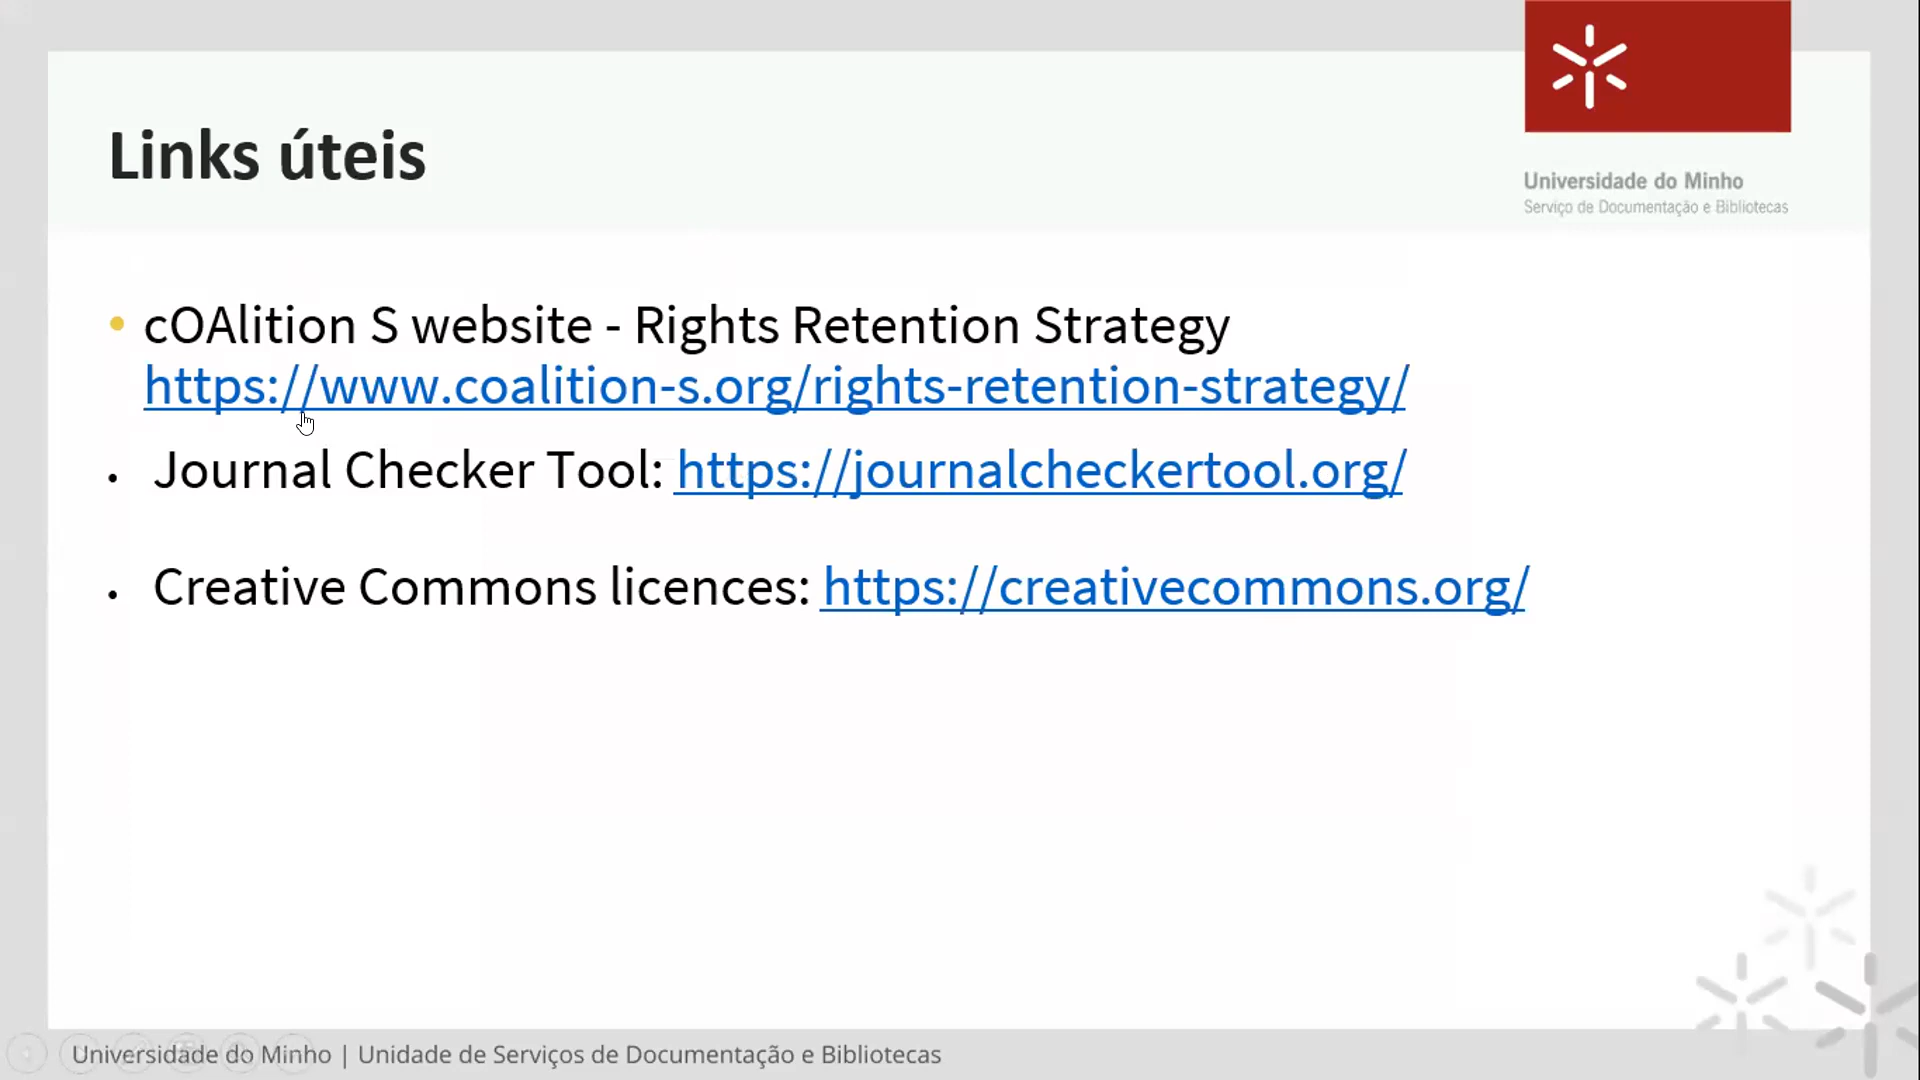 Links úteis
Universidade do Minho
Serviço de Documentação e Bibliotecas
• cOAlition S website - Rights Retention Strategy
https://www.coalition-s.org/rights-retention-strategy/
• Journal Checker Tool: https://journalcheckertool.org/
• Creative Commons licences: https://creativecommons.org/
Universidade do Minho | Unidade de Serviços de Documentação e Bibliotecas